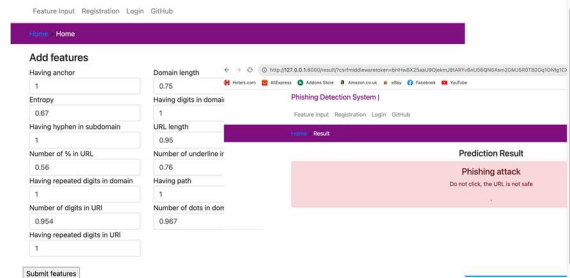 Feature Input Registration Login GitHub
Home Home
Add features
Having anchor
1
Domain length
0.75
Entropy
0.67
Having digits in domai
1
Having hyphen in subdomain
1
URL length
0.95
Number of % in URL
0.56
Number of underline in
0.76
Having repeated digits in domain
1
Having path
1
Number of digits in URl
0.954
Number of dots in dom
0.967
Having repeated digits in URl
1
Submit features
Hotels.com AliExpress Addons Store Amazon.co.uk eBay Facebook YouTube
Phishing Detection System |
Feature Input Registration Login GitHub
Home Result
Prediction Result
Phishing attack
Do not click, the URL is not safe